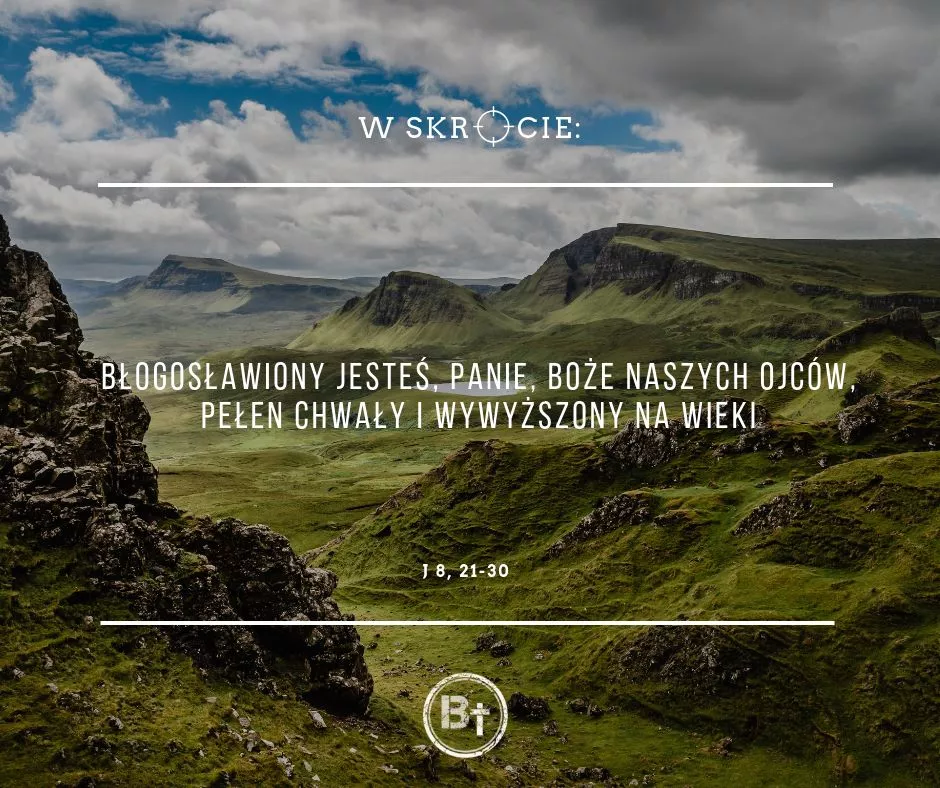 W SKRÓCIE:
BŁOGOSŁAWIONY JESTEŚ, PANIE, BOŻE NASZYCH OJCÓW,
PEŁEN CHWAŁY I WYWYŻSZONY NA WIEKI
J 8, 21-30
B†